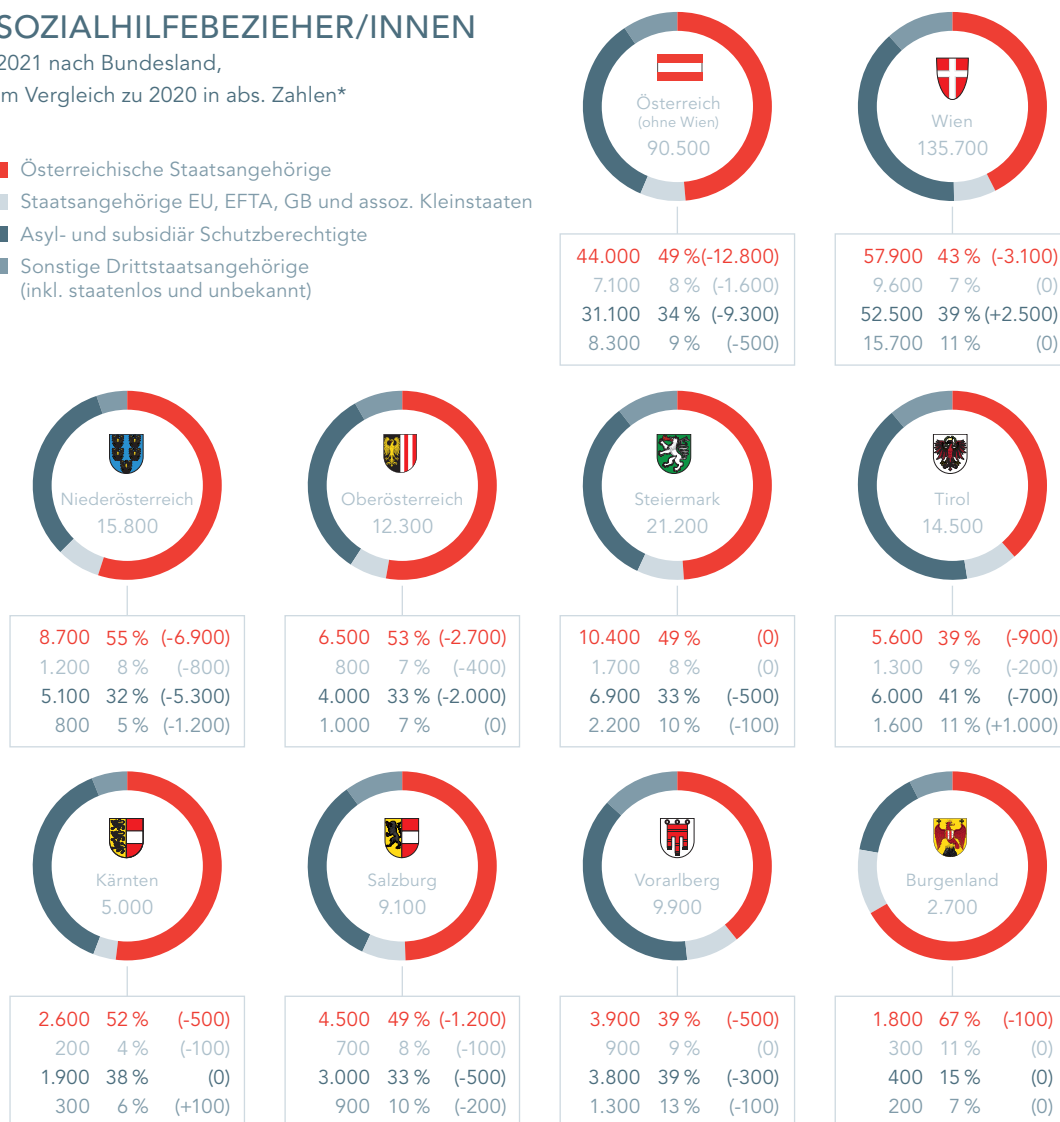 SOZIALHILFEBEZIEHER/INNEN
2021 nach Bundesland,
m Vergleich zu 2020 in abs. Zahlen*
Österreichische Staatsangehörige
Staatsangehörige EU, EFTA, GB und assoz. Kleinstaaten
Asyl- und subsidiär Schutzberechtigte
Sonstige Drittstaatsangehörige
(inkl. staatenlos und unbekannt)
Österreich
(ohne Wien)
90.500
44.000 49 %(-12.800)
7.100 8 % (-1.600)
31.100 34 % (-9.300)
8.300 9 % (-500)
Wien
135.700
57.900 43 % (-3.100)
9.600 7 % (0)
52.500 39 % (+2.500)
15.700 11 % (0)
Niederösterreich
15.800
8.700 55 % (-6.900)
1.200 8 % (-800)
5.100 32 % (-5.300)
800 5 % (-1.200)
Oberösterreich
12.300
6.500 53 % (-2.700)
800 7 % (-400)
4.000 33 % (-2.000)
1.000 7 % (0)
Steiermark
21.200
10.400 49 % (0)
1.700 8 % (0)
6.900 33 % (-500)
2.200 10 % (-100)
Tirol
14.500
5.600 39 % (-900)
1.300 9 % (-200)
6.000 41 % (-700)
1.600 11 % (+1.000)
Kärnten
5.000
2.600 52 % (-500)
200 4 % (-100)
1.900 38 % (0)
300 6 % (+100)
Salzburg
9.100
4.500 49 % (-1.200)
700 8 % (-100)
3.000 33 % (-500)
900 10 % (-200)
Vorarlberg
9.900
3.900 39 % (-500)
900 9 % (0)
3.800 39 % (-300)
1.300 13 % (-100)
Burgenland
2.700
1.800 67 % (-100)
300 11 % (0)
400 15 % (0)
200 7 % (0)